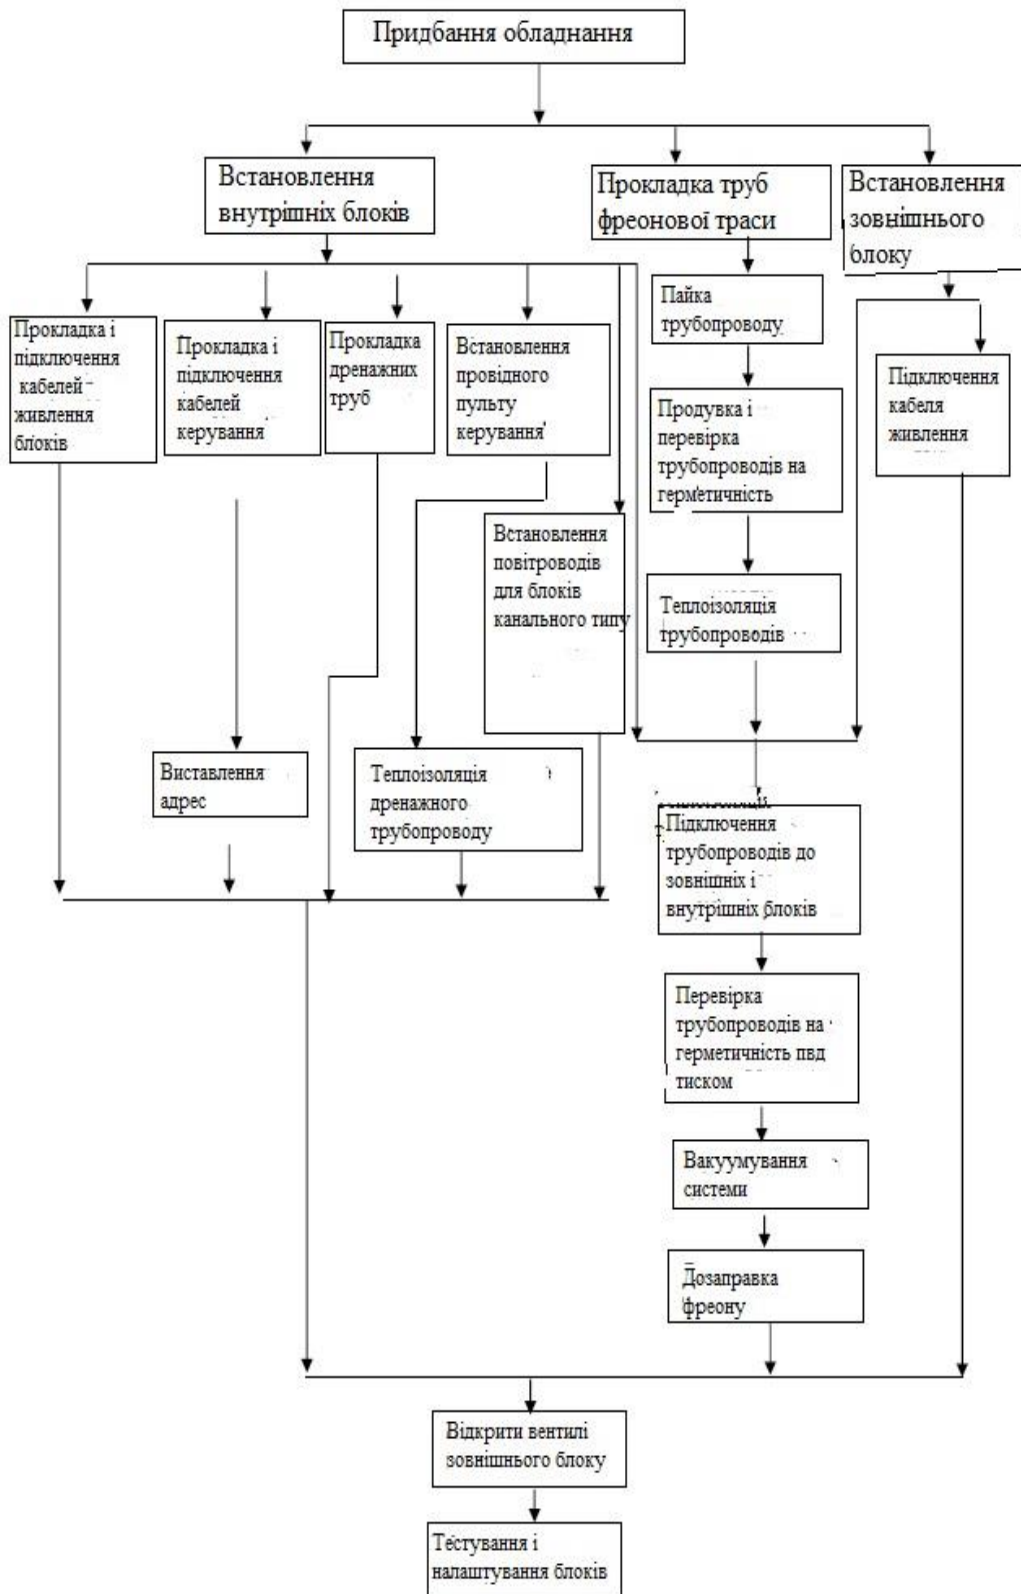 Придбання обладнання
Встановлення
внутрішніх блоків
Прокладка труб
фреонової траси
Встановлення
зовнішнього
блоку
Прокладка і
підключення
кабелей
живлення
блоків
Прокладка і
підключення
кабелей
керування
Прокладка
дренажних
труб
Встановлення
провідного
пульту
керування
Пайка
трубопроводу
Підключення
кабеля
живлення
Продувка і
перевірка
трубопроводів на
герметичність
Встановлення
повітроводів
для блоків
канального типу
Теплоізоляція
трубопроводів
Виставлення
адрес
Теплоізоляція
дренажного
трубопроводу
Підключення
трубопроводів до
зовнішніх і
внутрішніх блоків
Перевірка
трубопроводів на
герметичність пвд
тиском
Вакуумування
системи
Дозаправка
фреону
Відкрити вентилі
зовнішнього блоку
Тестування і
налаштування блоків